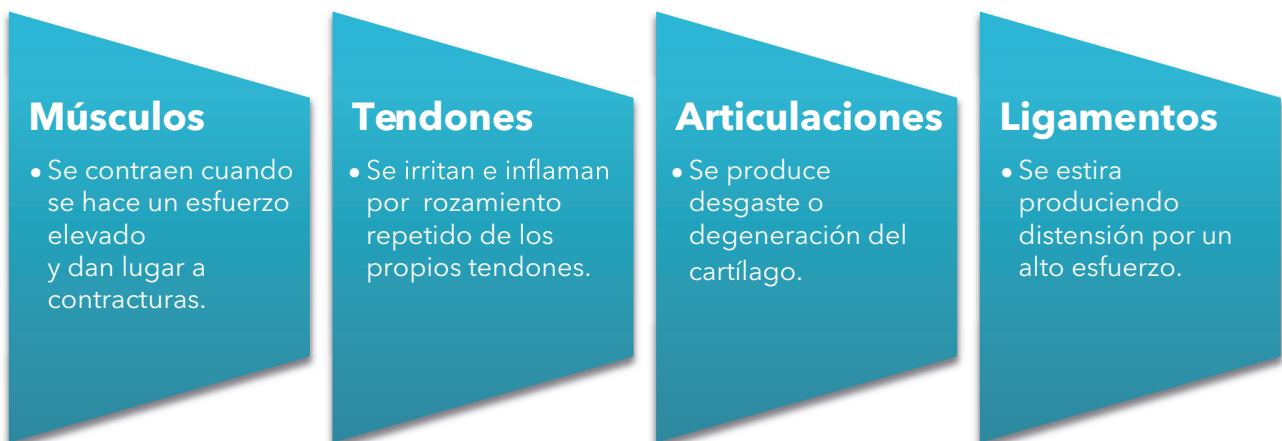 Músculos
• Se contraen cuando
se hace un esfuerzo
elevado
y dan lugar a
contracturas.
Tendones
• Se irritan e inflaman
por rozamiento
repetido de los
propios tendones.
Articulaciones
• Se produce
desgaste o
degeneración del
cartílago.
Ligamentos
• Se estira
produciendo
distensión por un
alto esfuerzo.